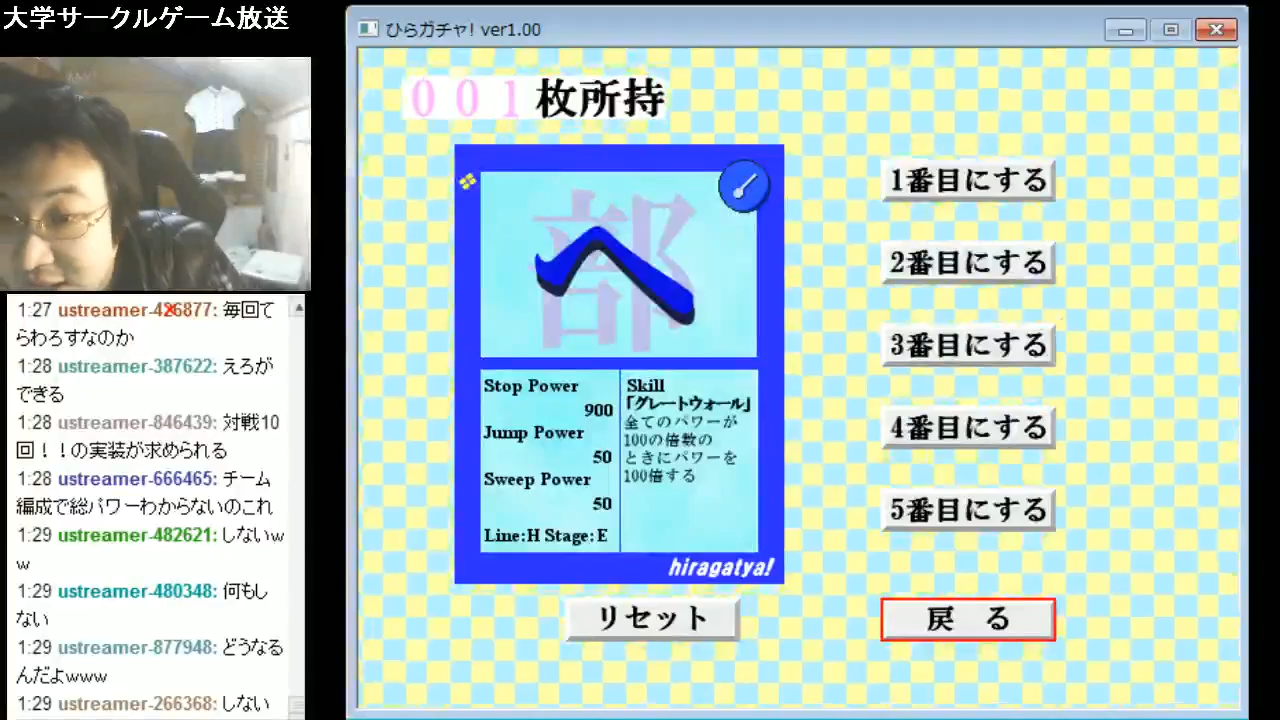 大学サークルゲーム放送
1:27 ustreamer-426877: 毎回て
らわろすなのか
1:28 ustreamer-387622: えろが
できる
1:28 ustreamer-846439: 対戦10
回！！の実装が求められる
1:28 ustreamer-666465: チーム
編成で総パワーわからないのこれ
1:29 ustreamer-482621: しないw
w
1:29 ustreamer-480348: 何もし
ない
1:29 ustreamer-877948: どうなる
んだよwww
1:29 ustreamer-266368: しない
ひらガチャ! ver1.00
001枚所持
部
へ
Stop Power
900
Jump Power
50
Sweep Power
50
Line:H Stage:E
Skill
「グレートウォール」
全てのパワーが
100の倍数の
ときにパワーを
100倍する
hiragatya!
リセット
1番目にする
2番目にする
3番目にする
4番目にする
5番目にする
戻 る